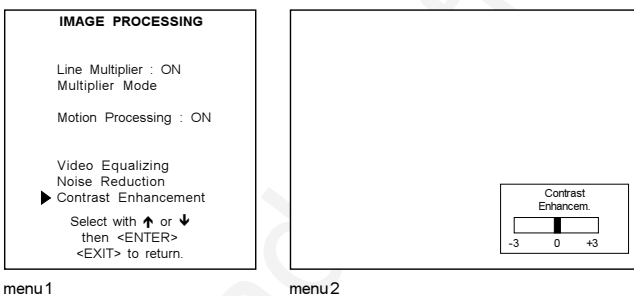 IMAGE PROCESSING
Line Multiplier : ON
Multiplier Mode
Motion Processing : ON
Video Equalizing
Noise Reduction
Contrast Enhancement
Select with ↑ or ↓
then <ENTER>
<EXIT> to return.
menu1
Contrast
Enhancem.
-3 0 +3
menu2